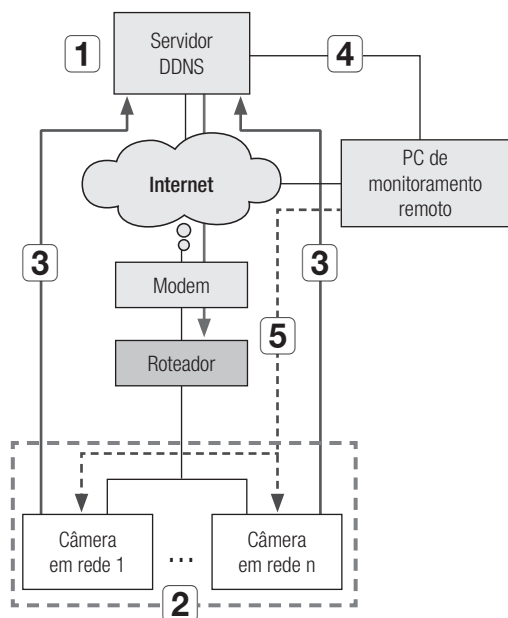 1
Servidor
DDNS
4
Internet
PC de
monitoramento
remoto
3
3
Modem
5
Roteador
Câmera
em rede 1
...
Câmera
em rede n
2